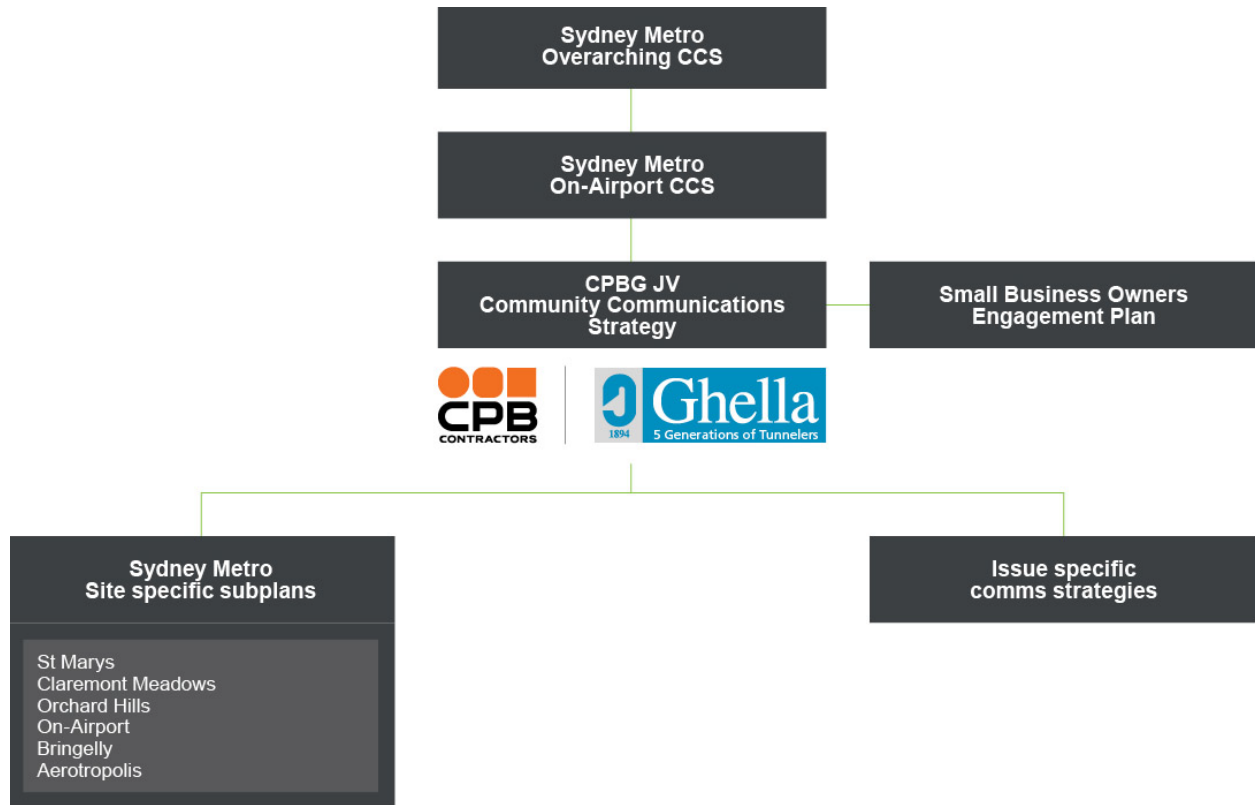 Sydney Metro
Overarching CCS
Sydney Metro
On-Airport CCS
CPBG JV
Community Communications
Strategy
Small Business Owners
Engagement Plan
CPB
CONTRACTORS
1894
Ghella
5 Generations of Tunnelers
Sydney Metro
Site specific subplans
St Marys
Claremont Meadows
Orchard Hills
On-Airport
Bringelly
Aerotropolis
Issue specific
comms strategies